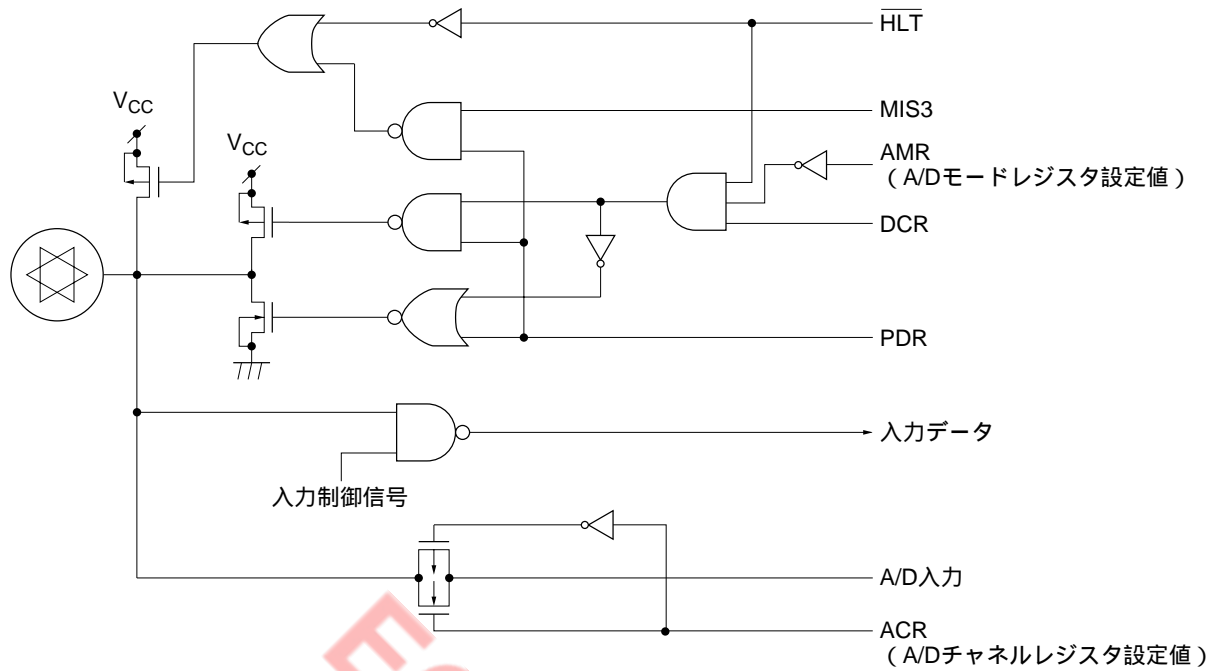 HLT
MIS3
VCC
VCC
AMR
（A/Dモードレジスタ設定値）
DCR
PDR
入力データ
入力制御信号
A/D入力
ACR
（A/Dチャネルレジスタ設定値）